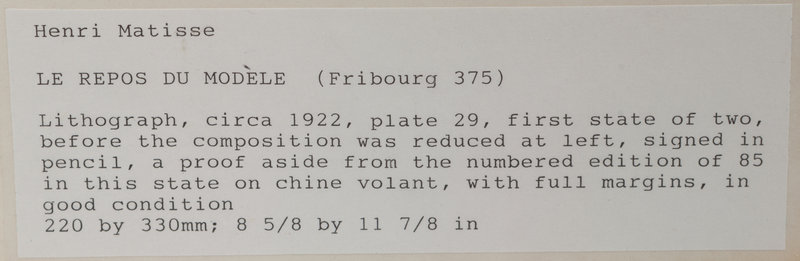 Henri Matisse
LE REPOS DU MODÈLE (Fribourg 375)
Lithograph, circa 1922, plate 29, first state of two,
before the composition was reduced at left, signed in
pencil, a proof aside from the numbered edition of 85
in this state on chine volant, with full margins, in
good condition
220 by 330mm; 8 5/8 by 11 7/8 in